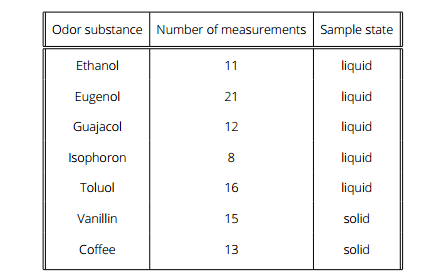 Odor substance Number of measurements Sample state
Ethanol 11 liquid
Eugenol 21 liquid
Guajacol 12 liquid
Isophoron 8 liquid
Toluol 16 liquid
Vanillin 15 solid
Coffee 13 solid